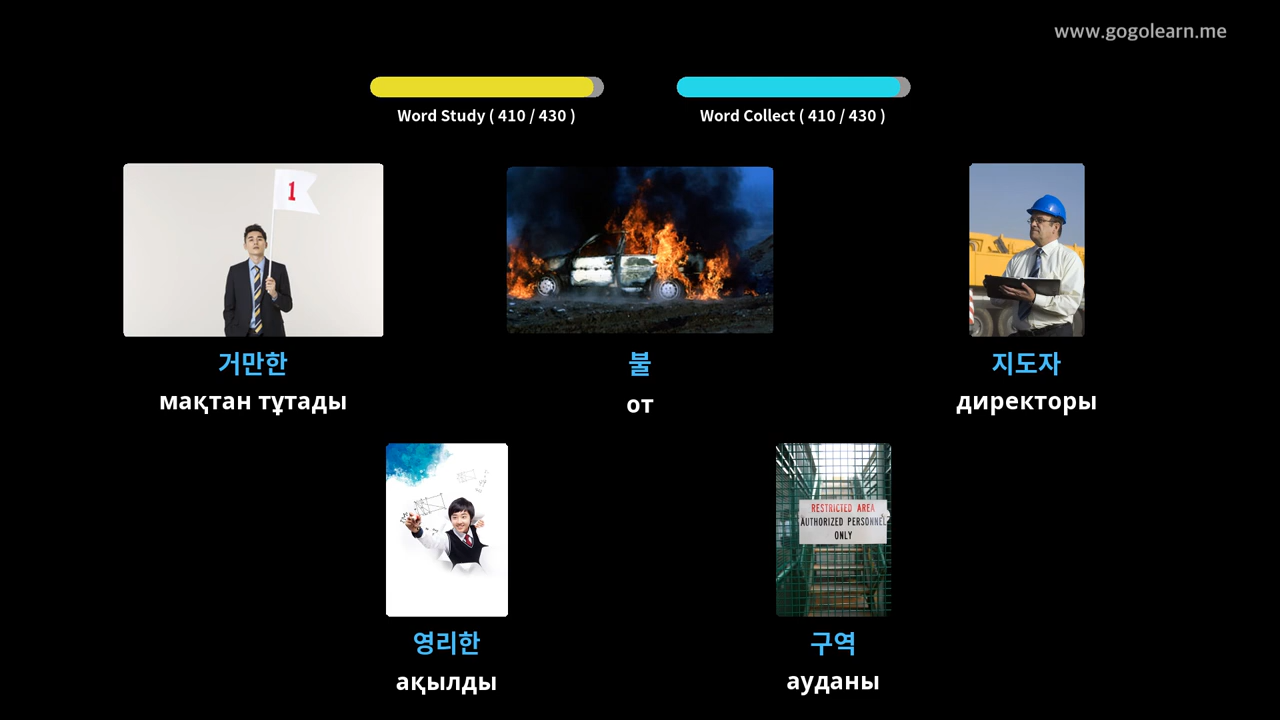 www.gogolearn.me
Word Study ( 410 / 430 )
Word Collect ( 410 / 430 )
1
거만한
мақтан тұтады
불
от
지도자
директоры
RESTRICTED AREA
AUTHORIZED PERSONNEL
ONLY
영리한
ақылды
구역
ауданы